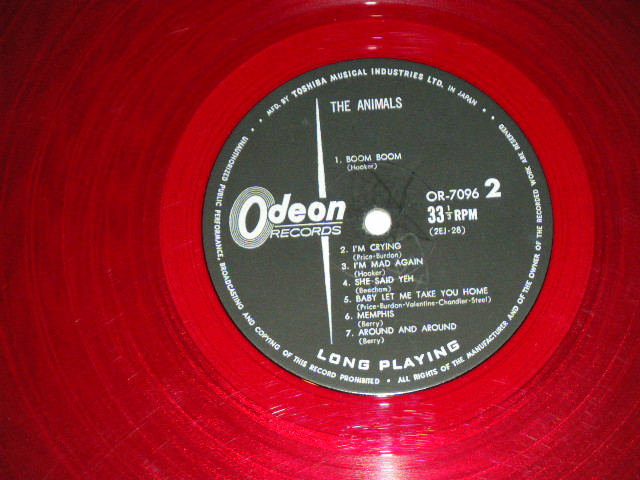 MFD. BY TOSHIBA MUSICAL INDUSTRIES LTD. IN JAPAN
THE ANIMALS
1. BOOM BOOM
(Hooker)
OR-7096 2
Odeon
RECORDS
33 1/3 RPM
(2EJ-28)
2. I'M CRYING
(Price-Burdon)
3. I'M MAD AGAIN
(Hooker)
4. SHE SAID YEH
(Beecham)
5. BABY LET ME TAKE YOU HOME
(Price-Burdon-Valentine-Chandler-Steel)
6. MEMPHIS
(Berry)
7. AROUND AND AROUND
(Berry)
LONG PLAYING
UNAUTHORIZED PUBLIC PERFORMANCE, BROADCASTING AND COPYING OF THIS RECORD PROHIBITED • ALL RIGHTS OF THE MANUFACTURER AND OF THE OWNER OF THE RECORDED WORK ARE RESERVED